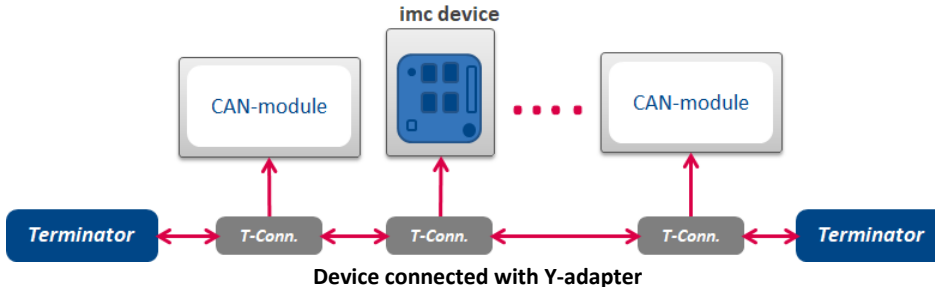 imc device
CAN-module
CAN-module
Terminator
T-Conn.
T-Conn.
T-Conn.
Terminator
Device connected with Y-adapter